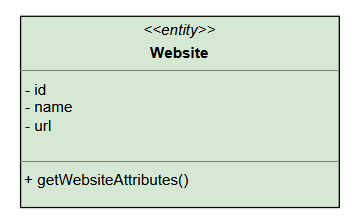 <<entity>>
Website
- id
- name
- url
+ getWebsiteAttributes()